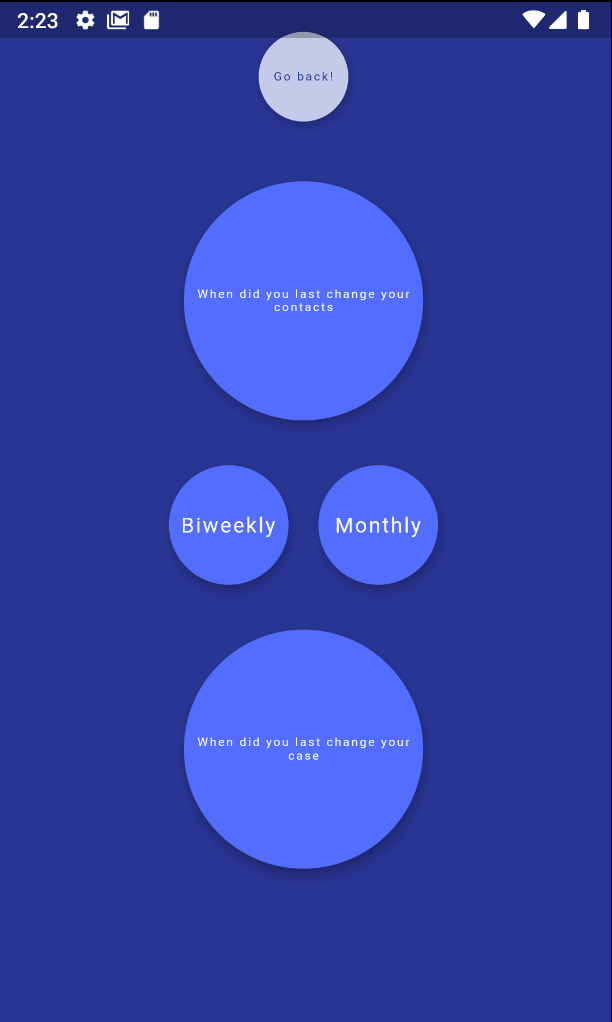 2:23
Go back!
When did you last change your
contacts
Biweekly
Monthly
When did you last change your
case